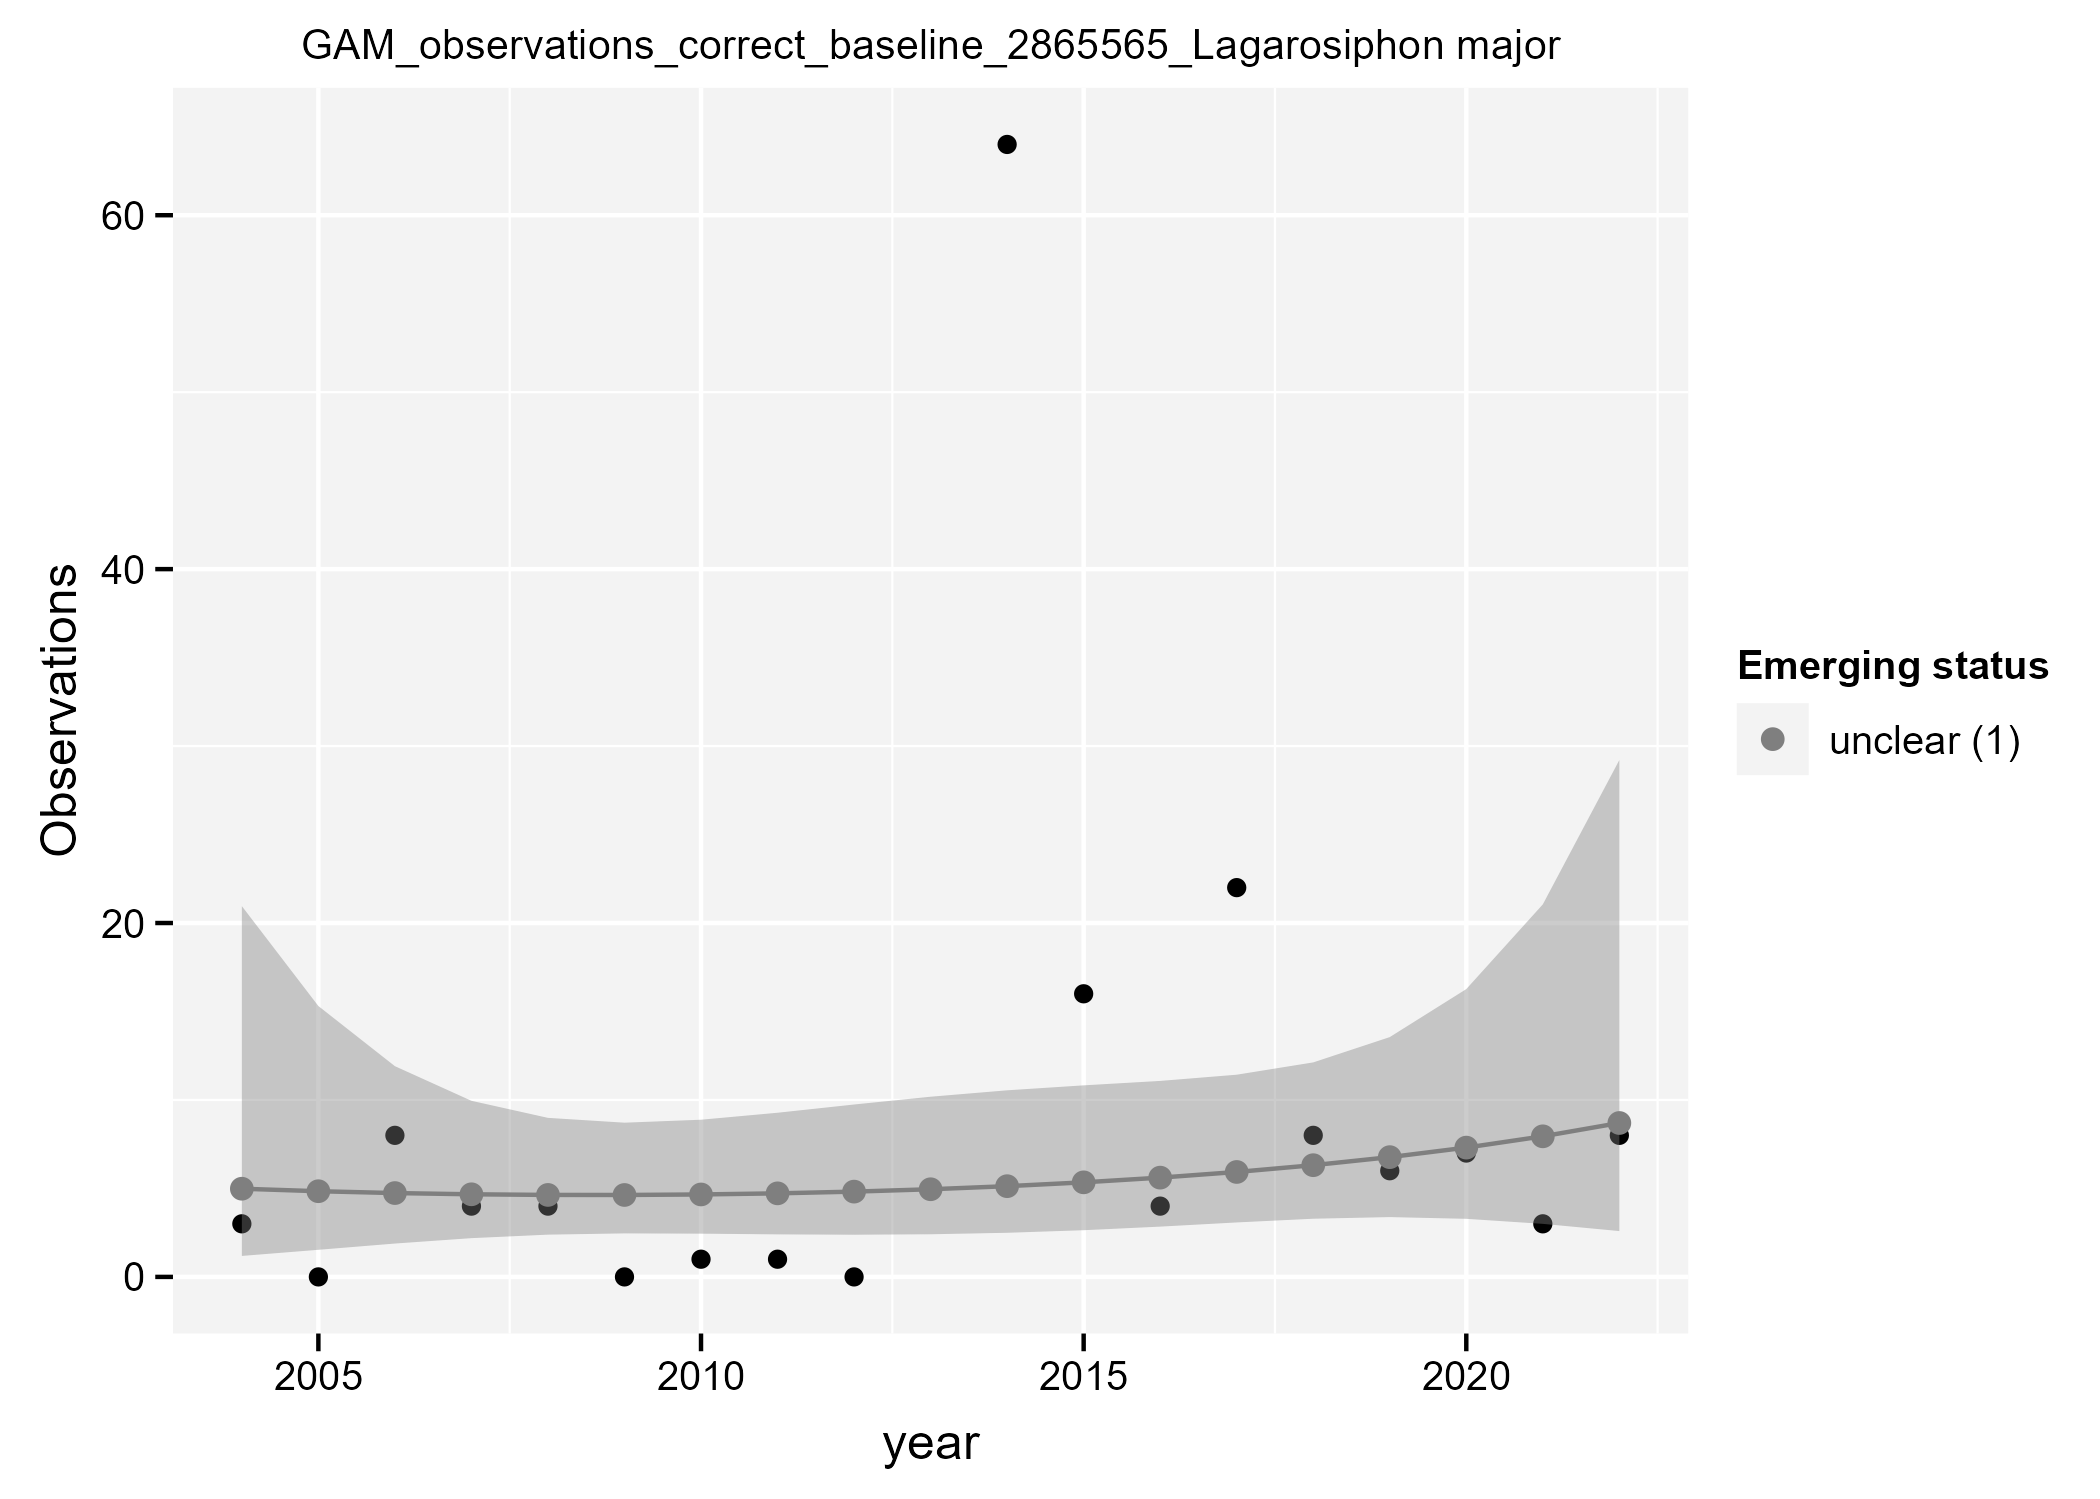 GAM_observations_correct_baseline_2865565_Lagarosiphon major
60
40
20
0
Observations
2005
2010
2015
2020
year
Emerging status
unclear (1)